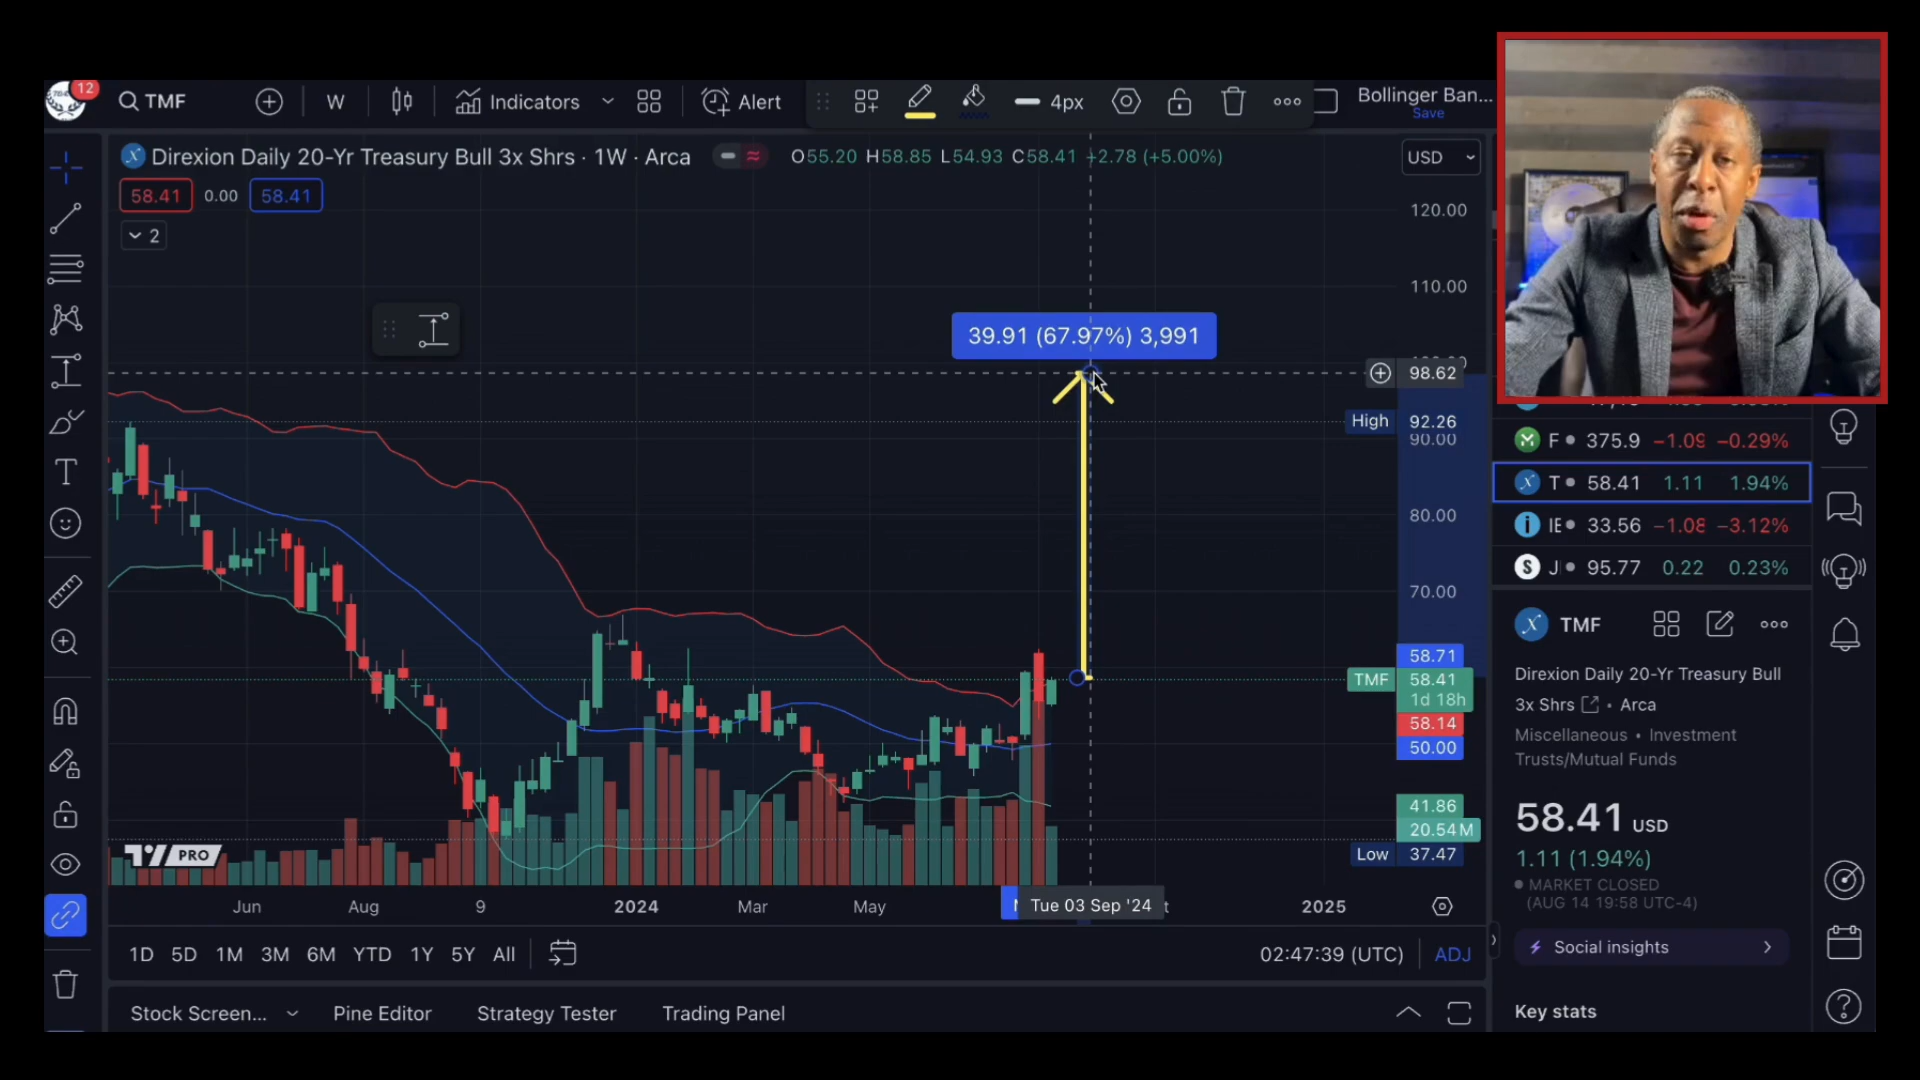 12
TMF
W
Indicators
Alert
4px
Bollinger Ban...
Save
Direxion Daily 20-Yr Treasury Bull 3x Shrs · 1W · Arca
O55.20 H58.85 L54.93 C58.41 +2.78 (+5.00%)
USD
58.41 0.00 58.41
2
120.00
110.00
39.91 (67.97%) 3,991
98.62
High 92.26
90.00
80.00
70.00
58.71
TMF 58.41
1d 18h
58.14
50.00
41.86
20.54M
Low 37.47
PRO
Jun
Aug
9
2024
Mar
May
Tue 03 Sep '24
2025
1D 5D 1M 3M 6M YTD 1Y 5Y All
02:47:39 (UTC)
ADJ
Stock Screen...
Pine Editor
Strategy Tester
Trading Panel
F 375.9 −1.09 −0.29%
T 58.41 1.11 1.94%
IE 33.56 −1.08 −3.12%
J 95.77 0.22 0.23%
TMF
Direxion Daily 20-Yr Treasury Bull
3x Shrs • Arca
Miscellaneous • Investment
Trusts/Mutual Funds
58.41 USD
1.11 (1.94%)
MARKET CLOSED
(AUG 14 19:58 UTC-4)
Social insights
Key stats